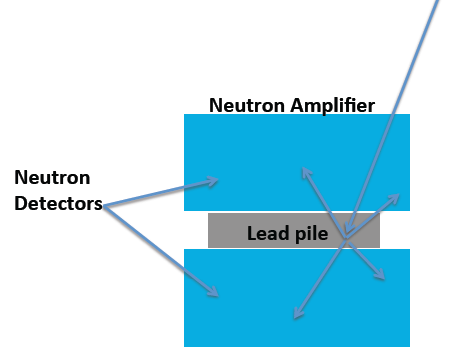 Neutron Amplifier
Neutron
Detectors
Lead pile